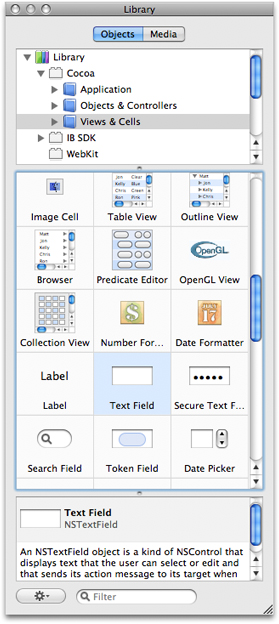 Library
Objects Media
Library
Cocoa
Application
Objects & Controllers
Views & Cells
IB SDK
WebKit
Image Cell Table View Outline View
OpenGL
Browser Predicate Editor OpenGL View
Collection View Number For... Date Formatter
Label
Label Text Field Secure Text F...
Search Field Token Field Date Picker
Text Field
NSTextField
An NSTextField object is a kind of NSControl that
displays text that the user can select or edit and
that sends its action message to its target when
Filter